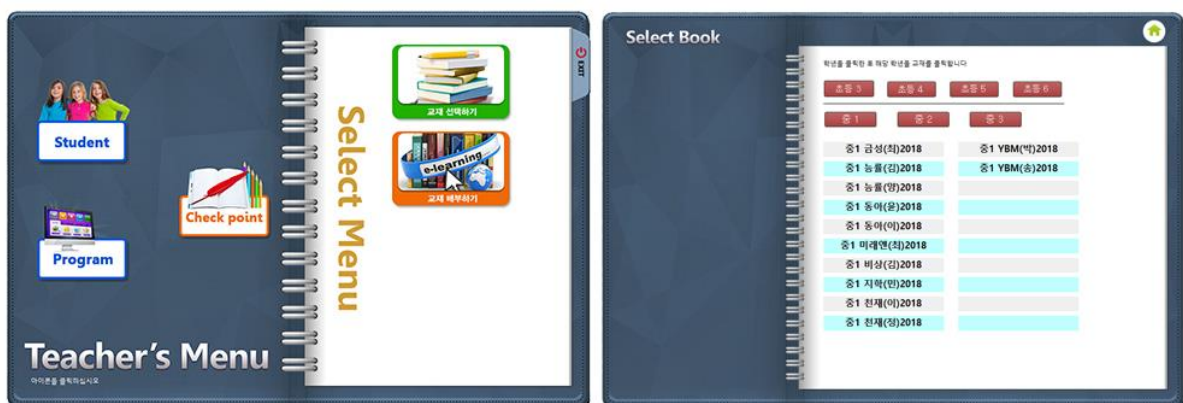 Student
Check point
Program
Teacher's Menu
아이콘을 클릭하십시오
Select Menu
교재 선택하기
e-learning
교재 배부하기
EXIT
Select Book
학년을 클릭한 후 해당 학년을 교재를 클릭합니다
초등 3 초등 4 초등 5 초등 6
중 1 중 2 중 3
중1 금성(최)2018 중1 YBM(박)2018
중1 능률(김)2018 중1 YBM(송)2018
중1 능률(양)2018
중1 동아(윤)2018
중1 동아(이)2018
중1 미래앤(최)2018
중1 비상(김)2018
중1 지학(민)2018
중1 천재(이)2018
중1 천재(정)2018